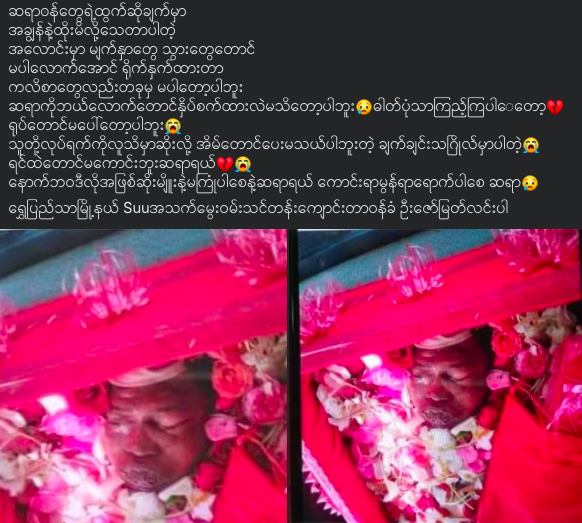 ဆရာဝန်တွေရဲ့ထွက်ဆိုချက်မှာ
အချွန်နဲ့ထိုးမိလို့သေတာပါတဲ့
အလောင်းမှာ မျက်နှာတွေ သွားတွေတောင်
မပါလောက်အောင် ရိုက်နှက်ထားတာ
ကလိစာတွေလည်းတခုမှ မပါတော့ပါဘူး
ဆရာကိုဘယ်လောက်တောင်နှိပ်စက်ထားလဲမသိတော့ပါဘူး😥ဓါတ်ပုံသာကြည့်ကြပါေတော့💔
ရုပ်တောင်မပေါ်တော့ပါဘူး😭
သူတို့လုပ်ရက်ကိုလူသိမှာဆိုးလို့ အိမ်တောင်ပေးမသယ်ပါဘူးတဲ့ ချက်ချင်းသင်္ဂြိုလ်မှာပါတဲ့😭
ရင်ထဲတောင်မကောင်းဘူးဆရာရယ်💔😭
နောက်ဘဝဒီလိုအဖြစ်ဆိုးမျိုးနဲ့မကြုံပါစေနဲ့ဆရာရယ် ကောင်းရာမွန်ရာရောက်ပါစေ ဆရာ😥
ရွှေပြည်သာမြို့နယ် Suuအသက်မွေးဝမ်းသင်တန်းကျောင်းတာဝန်ခံ ဦးဇော်မြတ်လင်းပါ